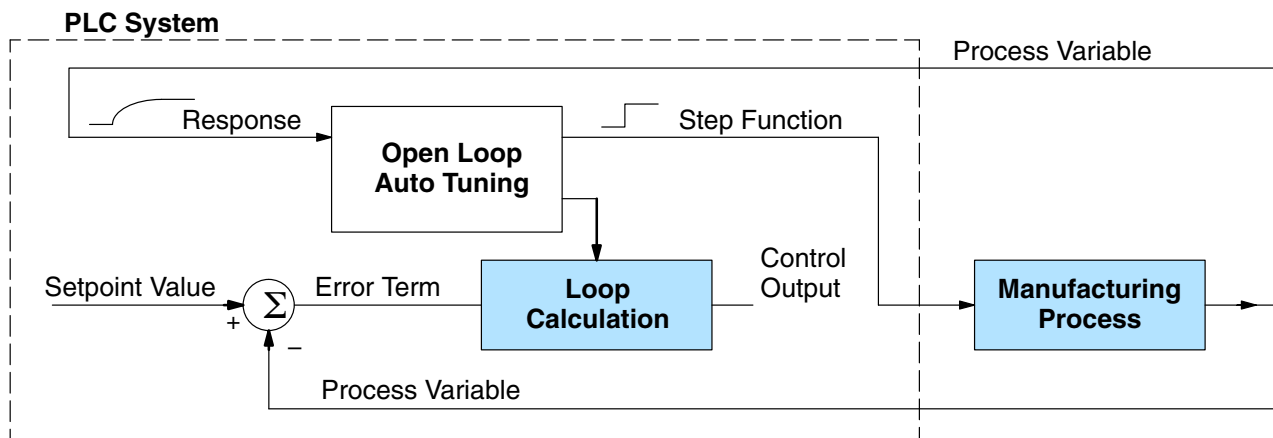 PLC System
Process Variable
Response
Step Function
Open Loop
Auto Tuning
Setpoint Value
Σ
+
−
Error Term
Loop
Calculation
Control
Output
Manufacturing
Process
Process Variable